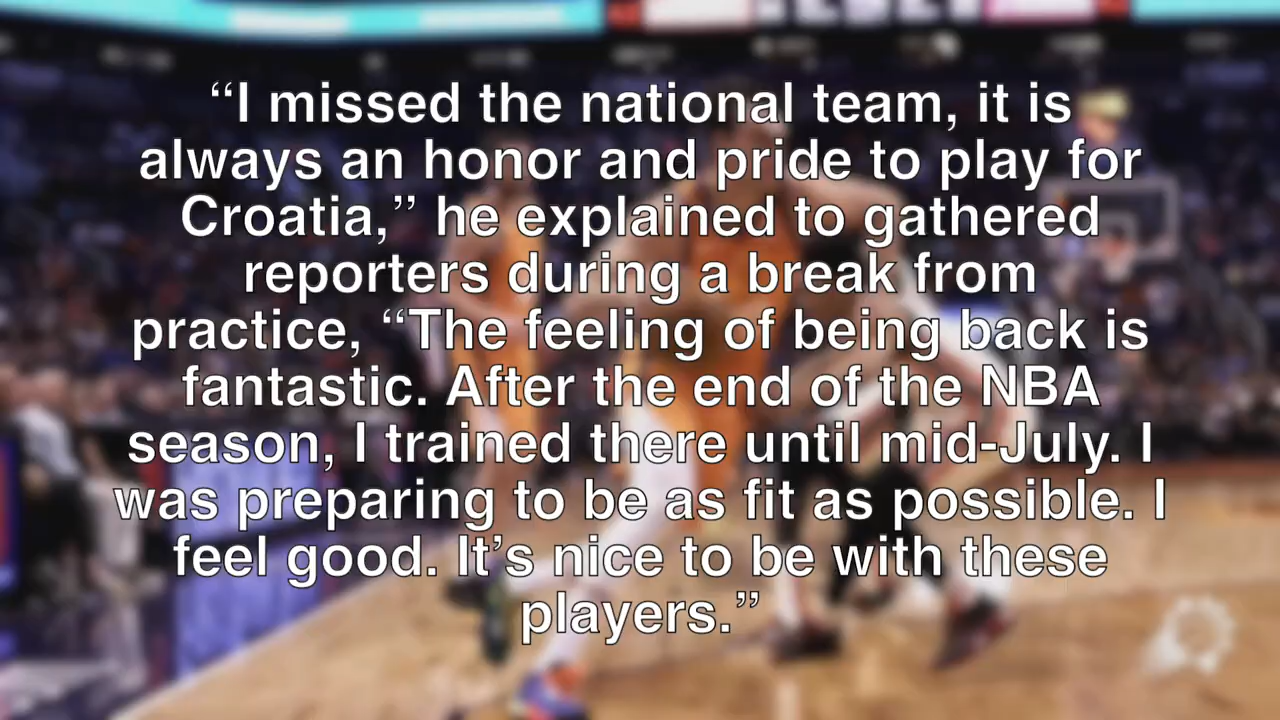 “I missed the national team, it is
always an honor and pride to play for
Croatia,” he explained to gathered
reporters during a break from
practice, “The feeling of being back is
fantastic. After the end of the NBA
season, I trained there until mid-July. I
was preparing to be as fit as possible. I
feel good. It’s nice to be with these
players.”